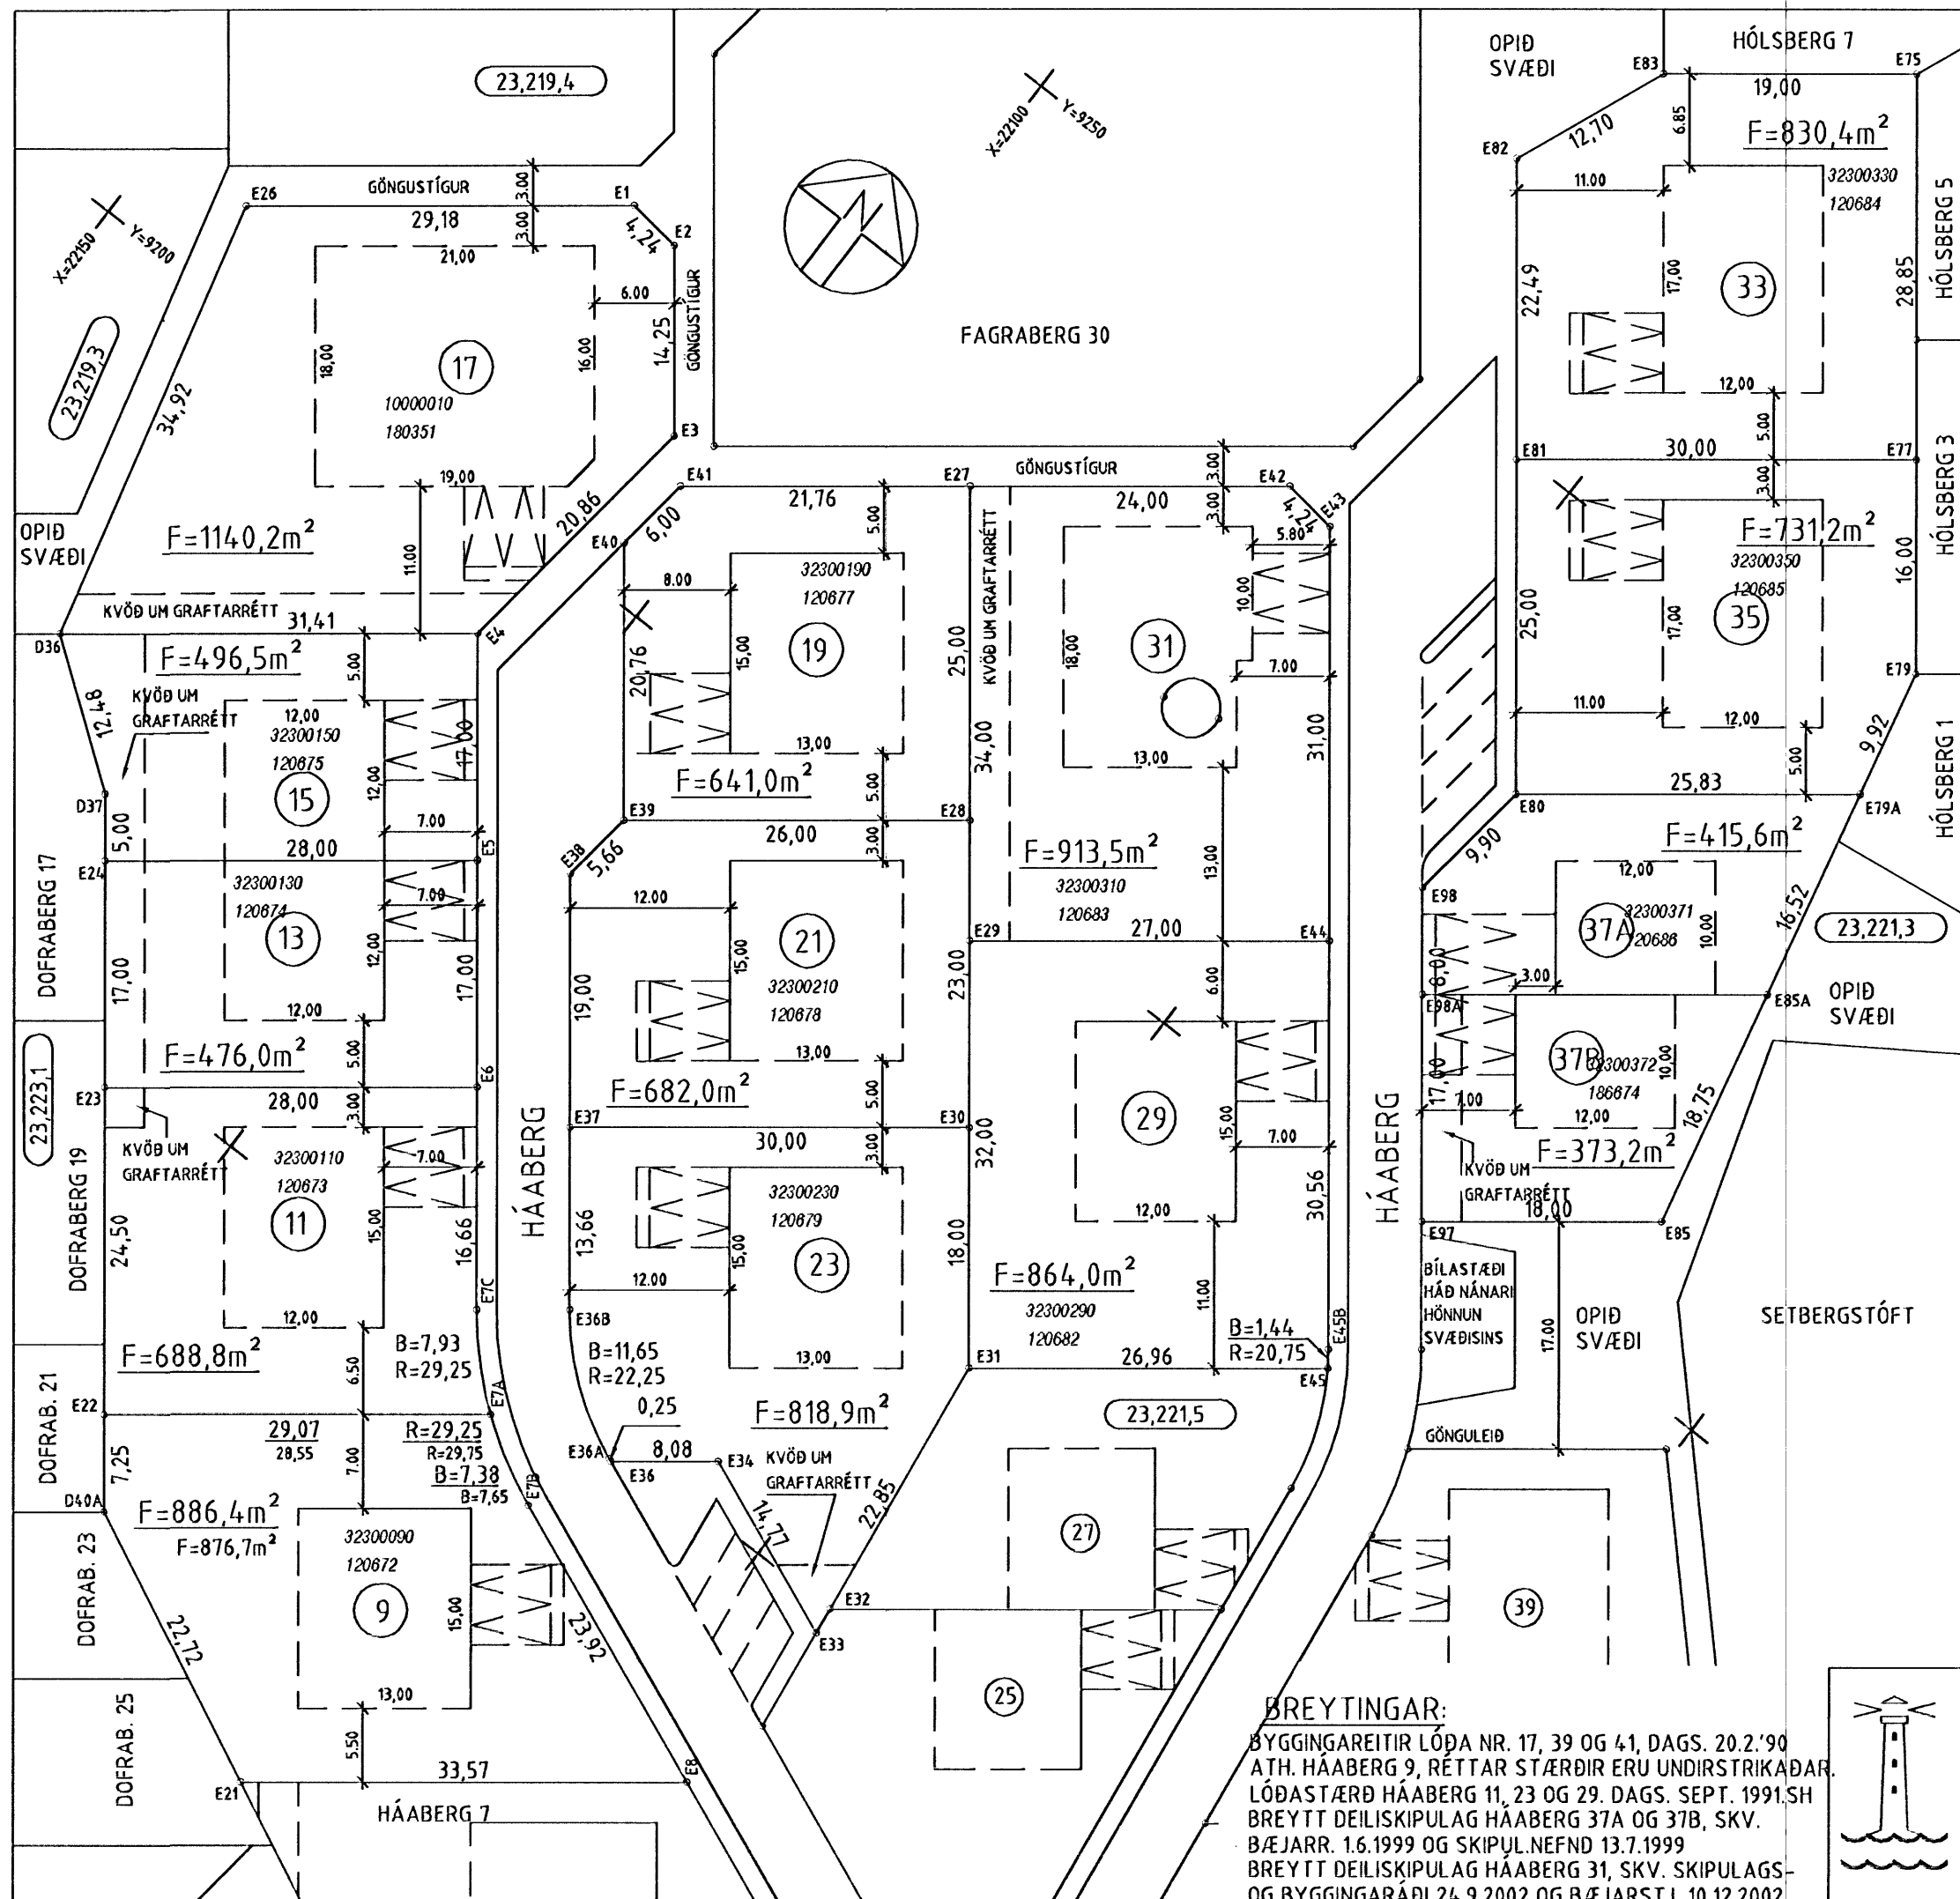 23,219,4
OPIÐ
SVÆÐI
HÓLSBERG 7
E83
E75
19,00
12,70
6.85
F=830,4m²
E82
11.00
32300330
120684
HÓLSBERG 5
X=22100
Y=9250
GÖNGUSTÍGUR
3.00
3.00
E26
E1
29,18
4,24
E2
X=22150
Y=9200
21,00
6.00
GÖNGUSTÍGUR
14,25
18,00
16,00
17
10000010
180351
23,219,3
34,92
FAGRABERG 30
22,49
17,00
33
28,85
12,00
5.00
E3
E81
30,00
E77
3.00
HÓLSBERG 3
19,00
20,86
E41
E27
GÖNGUSTÍGUR
3.00
E42
21,76
24,00
3.00
4,24
E43
6,00
5.00
E40
5.80
OPIÐ
SVÆÐI
F=1140,2m²
11.00
F=731,2m²
32300350
120685
35
17,00
16,00
25,00
KVÖÐ UM GRAFTARRÉTT
31,41
D36
E4
8.00
32300190
120677
19
15,00
20,76
25,00
KVÖÐ UM GRAFTARRÉTT
18,00
31
10,00
7.00
F=496,5m²
5.00
12,48
KVÖÐ UM
GRAFTARRÉTT
12,00
32300150
120675
15
12,00
17,00
7.00
13,00
34,00
13,00
31,00
E79
11.00
12,00
9,92
5.00
HÓLSBERG 1
D37
5,00
F=641,0m²
5.00
E80
25,83
E79A
E24
28,00
E5
E39
26,00
E28
3.00
E38
5,66
F=913,5m²
32300310
120683
13,00
9,90
F=415,6m²
DOFRABERG 17
32300130
120674
13
7.00
12,00
12.00
12,00
E98
32300371
120686
37A
10,00
16,52
23,221,3
17,00
17,00
12,00
5.00
19,00
21
15,00
32300210
120678
E29
27,00
E44
23,00
6.00
8,00
3.00
E98A
E85A
OPIÐ
SVÆÐI
F=476,0m²
13,00
F=682,0m²
5.00
37B
32300372
186674
10,00
17,00
7.00
12,00
18,75
23,223,1
E23
28,00
3.00
E6
HÁABERG
E37
30,00
E30
3.00
29
15,00
7.00
HÁABERG
KVÖÐ UM
GRAFTARRÉTT
F=373,2m²
DOFRABERG 19
KVÖÐ UM
GRAFTARRÉTT
32300110
120673
11
7.00
15,00
16,66
32300230
120679
23
15,00
13,66
12.00
32,00
18,00
12,00
30,56
18,00
E97
E85
24,50
E7C
E36B
F=864,0m²
32300290
120682
11.00
BÍLASTÆÐI
HÁÐ NÁNARI
HÖNNUN
SVÆÐISINS
OPIÐ
SVÆÐI
17.00
SETBERGSTÓFT
12,00
F=688,8m²
6.50
B=7,93
R=29,25
B=11,65
R=22,25
13,00
B=1,44
R=20,75
E45B
E31
26,96
E45
DOFRAB. 21
E22
E7A
0,25
F=818,9m²
23,221,5
29,07
28,55
R=29,25
R=29,75
B=7,38
B=7,65
7.00
7,25
E36A
8,08
E36
E34
KVÖÐ UM
GRAFTARRÉTT
14,77
22,85
GÖNGULEIÐ
D40A
E7B
F=886,4m²
F=876,7m²
32300090
120672
9
15,00
DOFRAB. 23
22,72
23,92
E32
E33
27
39
25
DOFRAB. 25
13,00
5.50
E21
33,57
E8
HÁABERG 7
BREYTINGAR:
BYGGINGAREITIR LÓÐA NR. 17, 39 OG 41, DAGS. 20.2.'90
ATH. HÁABERG 9, RÉTTAR STÆRÐIR ERU UNDIRSTRIKAÐAR.
LÓÐASTÆRÐ HÁABERG 11, 23 OG 29. DAGS. SEPT. 1991.SH
BREYTT DEILISKIPULAG HÁABERG 37A OG 37B, SKV.
BÆJARR. 1.6.1999 OG SKIPUL.NEFND 13.7.1999
BREYTT DEILISKIPULAG HÁABERG 31, SKV. SKIPULAGS-
OG BYGGINGARÁÐI 24.9.2002 OG BÆJARSTJ. 10.12.2002